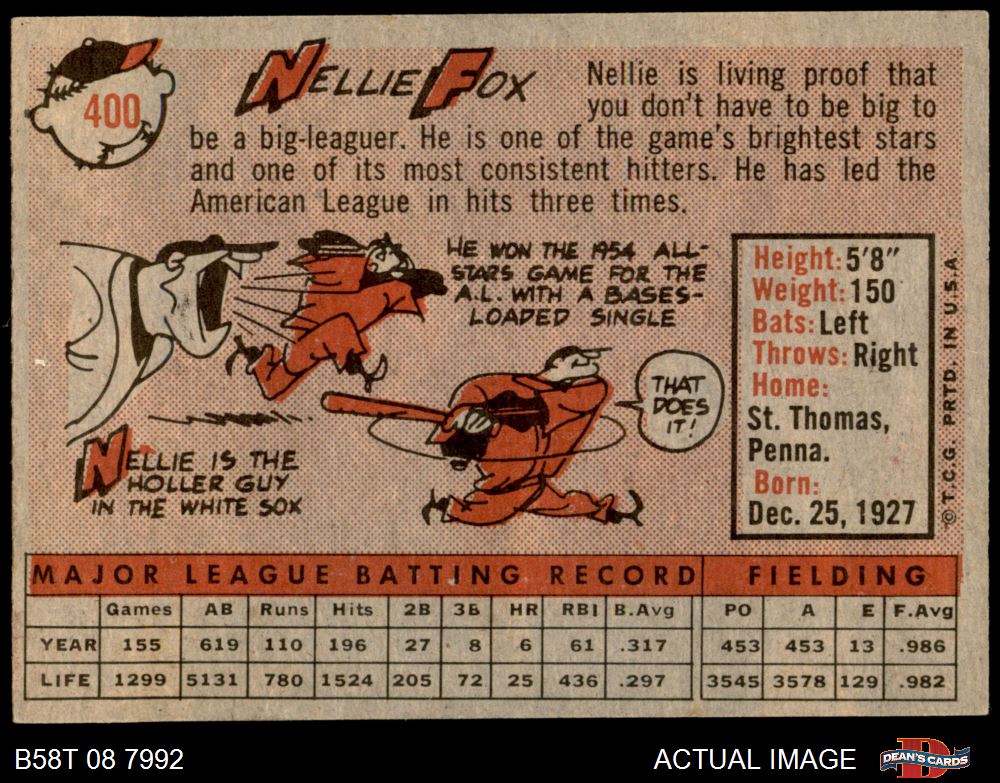 400
NELLIE FOX
Nellie is living proof that
you don't have to be big to
be a big-leaguer. He is one of the game's brightest stars
and one of its most consistent hitters. He has led the
American League in hits three times.
HE WON THE 1954 ALL-
STARS GAME FOR THE
A.L. WITH A BASES-
LOADED SINGLE
THAT
DOES
IT!
NELLIE IS THE
HOLLER GUY
IN THE WHITE SOX
Height: 5'8"
Weight: 150
Bats: Left
Throws: Right
Home:
St. Thomas,
Penna.
Born:
Dec. 25, 1927
© T.C.G. PRTD. IN U.S.A.
MAJOR LEAGUE BATTING RECORD FIELDING
Games AB Runs Hits 2B 3B HR RBI B.Avg PO A E F.Avg
YEAR 155 619 110 196 27 8 6 61 .317 453 453 13 .986
LIFE 1299 5131 780 1524 205 72 25 436 .297 3545 3578 129 .982
B58T 08 7992
ACTUAL IMAGE
D
DEAN'S CARDS